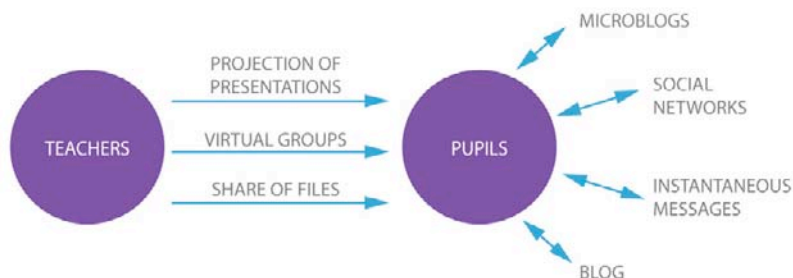 MICROBLOGS
PROJECTION OF
PRESENTATIONS
SOCIAL
NETWORKS
TEACHERS
VIRTUAL GROUPS
PUPILS
SHARE OF FILES
INSTANTANEOUS
MESSAGES
BLOG